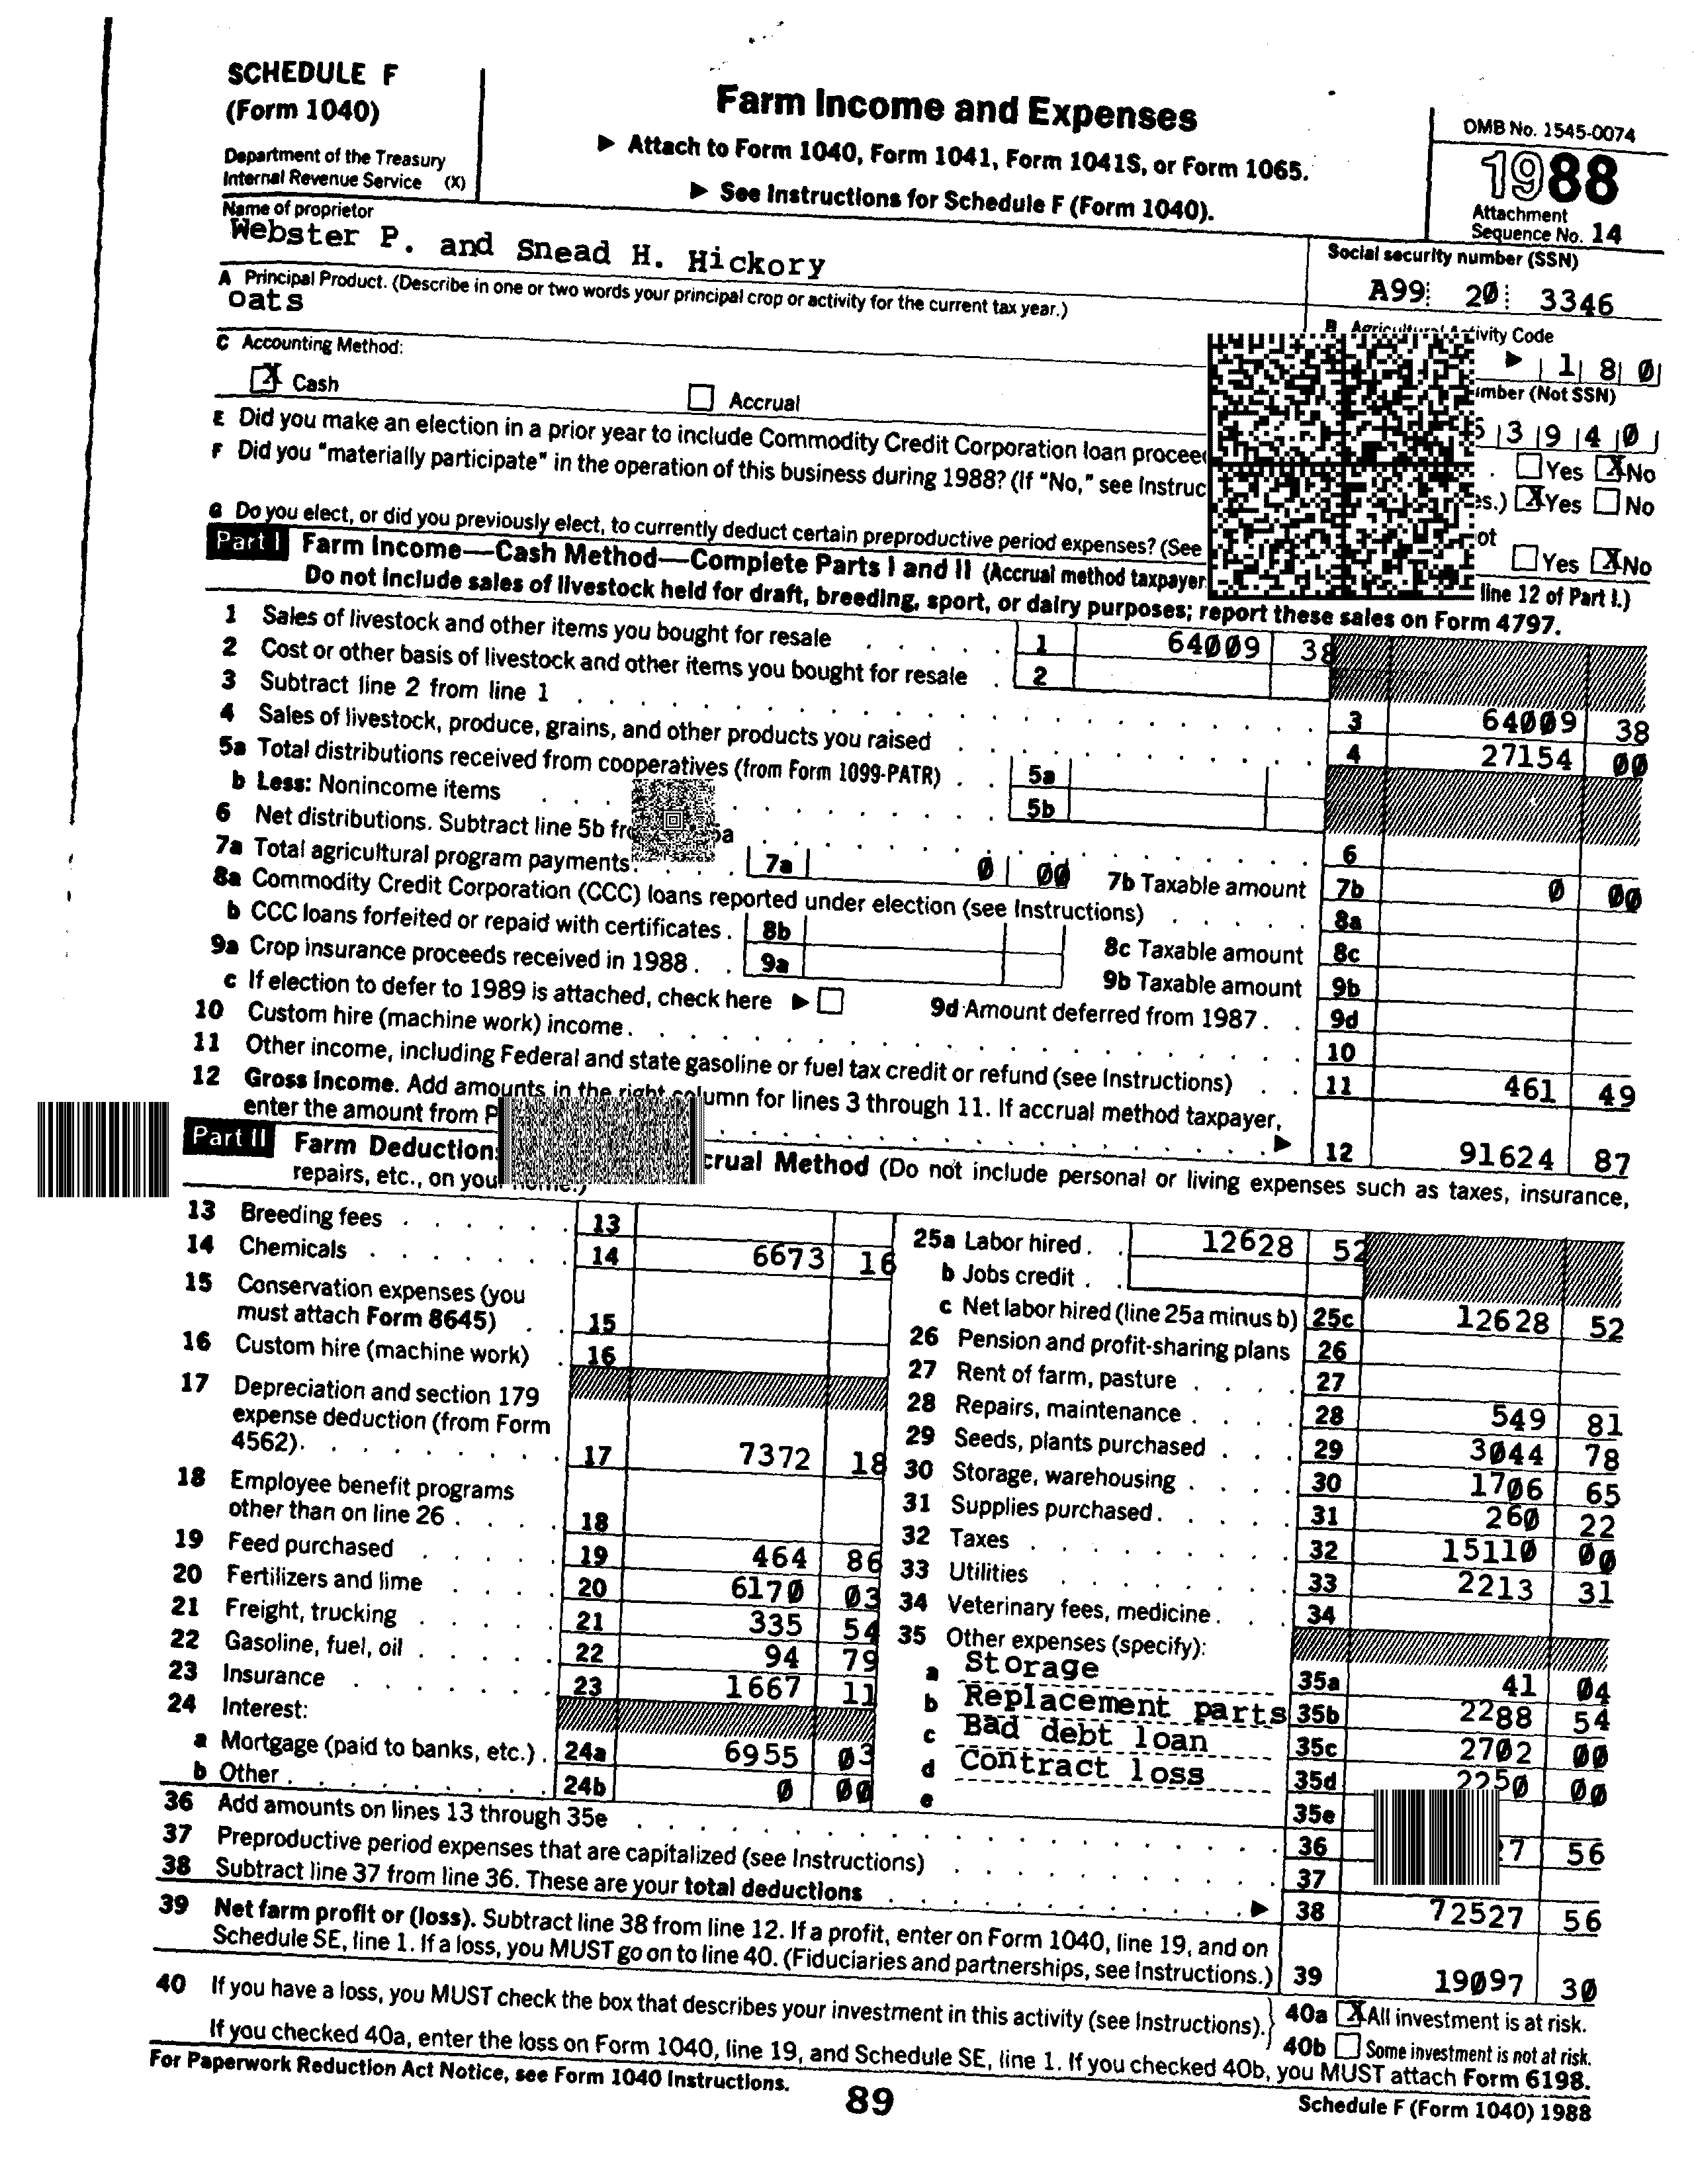 SCHEDULE F
(Form 1040)
Department of the Treasury
Internal Revenue Service (X)
Farm Income and Expenses
▶ Attach to Form 1040, Form 1041, Form 1041S, or Form 1065.
▶ See Instructions for Schedule F (Form 1040).
OMB No. 1545-0074
1988
Attachment
Sequence No. 14
Name of proprietor
Webster P. and Snead H. Hickory
Social security number (SSN)
A99 20 3346
A Principal Product. (Describe in one or two words your principal crop or activity for the current tax year.)
Oats
B Agricultural Activity Code
▶ 1 8 0
C Accounting Method:
X Cash
Accrual
(Not SSN)
3 9 4 0
E Did you make an election in a prior year to include Commodity Credit Corporation loan
Yes X No
F Did you "materially participate" in the operation of this business during 1988? (If "No," see
X Yes No
G Do you elect, or did you previously elect, to currently deduct certain preproductive period expenses? (See
Yes X No
Part I Farm Income—Cash Method—Complete Parts I and II (Accrual method line 12 of Part I.)
Do not include sales of livestock held for draft, breeding, sport, or dairy purposes; report these sales on Form 4797.
1 Sales of livestock and other items you bought for resale 1 64009 38
2 Cost or other basis of livestock and other items you bought for resale 2
3 Subtract line 2 from line 1 3 64009 38
4 Sales of livestock, produce, grains, and other products you raised 4 27154 00
5a Total distributions received from cooperatives (from Form 1099-PATR) 5a
b Less: Nonincome items 5b
6 Net distributions. Subtract line 5b 5a 6
7a Total agricultural program payments 7a 0 00 7b Taxable amount 7b 0 00
8a Commodity Credit Corporation (CCC) loans reported under election (see Instructions) 8a
b CCC loans forfeited or repaid with certificates 8b 8c Taxable amount 8c
9a Crop insurance proceeds received in 1988 9a 9b Taxable amount 9b
c If election to defer to 1989 is attached, check here ▶ 9d Amount deferred from 1987 9d
10 Custom hire (machine work) income 10
11 Other income, including Federal and state gasoline or fuel tax credit or refund (see Instructions) 11 461 49
12 Gross Income. Add amounts in the right column for lines 3 through 11. If accrual method taxpayer,
enter the amount from ▶ 12 91624 87
Part II Farm Method (Do not include personal or living expenses such as taxes, insurance,
repairs, etc., on
13 Breeding fees 13
14 Chemicals 14 6673 16
15 Conservation expenses (you
must attach Form 8645) 15
16 Custom hire (machine work) 16
17 Depreciation and section 179
expense deduction (from Form
4562) 17 7372 18
18 Employee benefit programs
other than on line 26 18
19 Feed purchased 19 464 86
20 Fertilizers and lime 20 6170 03
21 Freight, trucking 21 335 54
22 Gasoline, fuel, oil 22 94 79
23 Insurance 23 1667 11
24 Interest:
a Mortgage (paid to banks, etc.) 24a 6955 03
b Other 24b 0 00
25a Labor hired 12628 52
b Jobs credit
c Net labor hired (line 25a minus b) 25c 12628 52
26 Pension and profit-sharing plans 26
27 Rent of farm, pasture 27
28 Repairs, maintenance 28 549 81
29 Seeds, plants purchased 29 3044 78
30 Storage, warehousing 30 1706 65
31 Supplies purchased 31 260 22
32 Taxes 32 15110 00
33 Utilities 33 2213 31
34 Veterinary fees, medicine 34
35 Other expenses (specify):
a Storage 35a 41 04
b Replacement parts 35b 2288 54
c Bad debt loan 35c 2702 00
d Contract loss 35d 2250 00
e 35e
36 Add amounts on lines 13 through 35e 36 7 56
37 Preproductive period expenses that are capitalized (see Instructions) 37
38 Subtract line 37 from line 36. These are your total deductions ▶ 38 72527 56
39 Net farm profit or (loss). Subtract line 38 from line 12. If a profit, enter on Form 1040, line 19, and on
Schedule SE, line 1. If a loss, you MUST go on to line 40. (Fiduciaries and partnerships, see Instructions.) 39 19097 30
40 If you have a loss, you MUST check the box that describes your investment in this activity (see Instructions). 40a X All investment is at risk.
If you checked 40a, enter the loss on Form 1040, line 19, and Schedule SE, line 1. If you checked 40b, you MUST attach Form 6198.
40b Some investment is not at risk.
For Paperwork Reduction Act Notice, see Form 1040 Instructions.
89
Schedule F (Form 1040) 1988